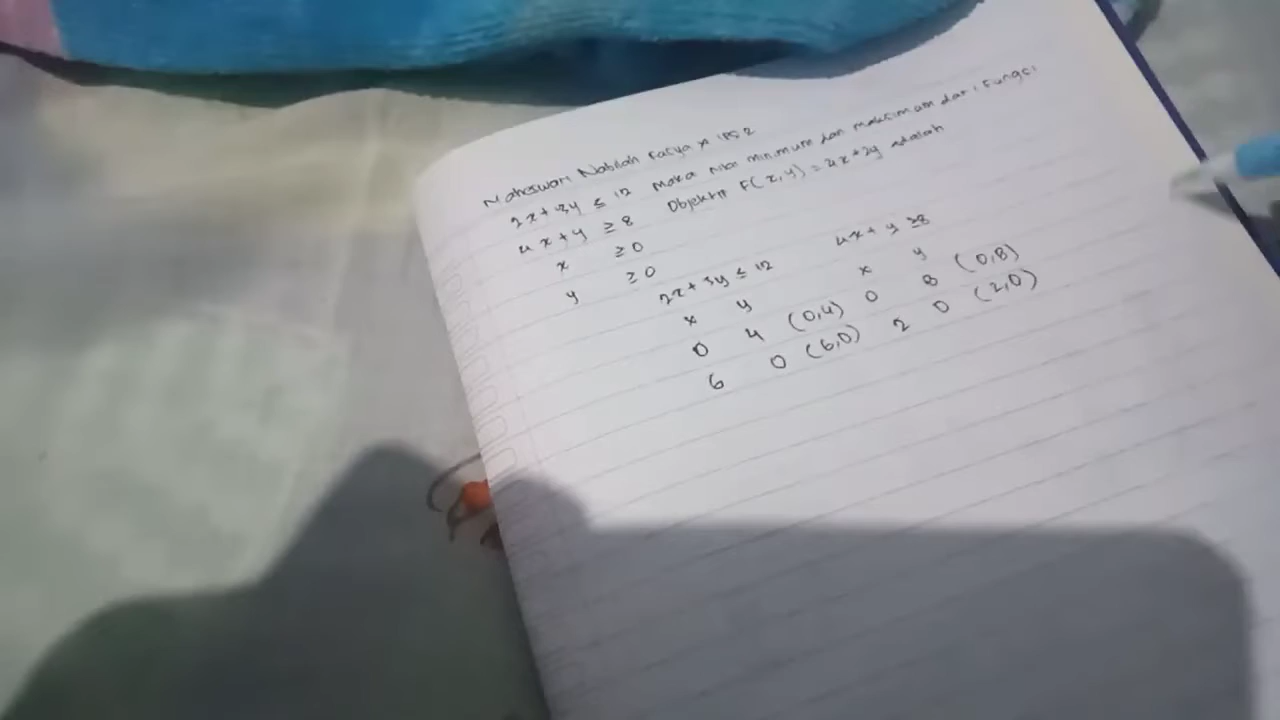 Maheswari Nabilah Fasya X IPS 2
2x + 3y ≤ 12 Maka nilai minimum dan maksimum dari Fungsi
4x + y ≥ 8 Objektif F(x,y) = 4x + 2y adalah
x ≥ 0
y ≥ 0
2x + 3y ≤ 12 4x + y ≥ 8
x y x y
0 4 (0,4) 0 8 (0,8)
6 0 (6,0) 2 0 (2,0)